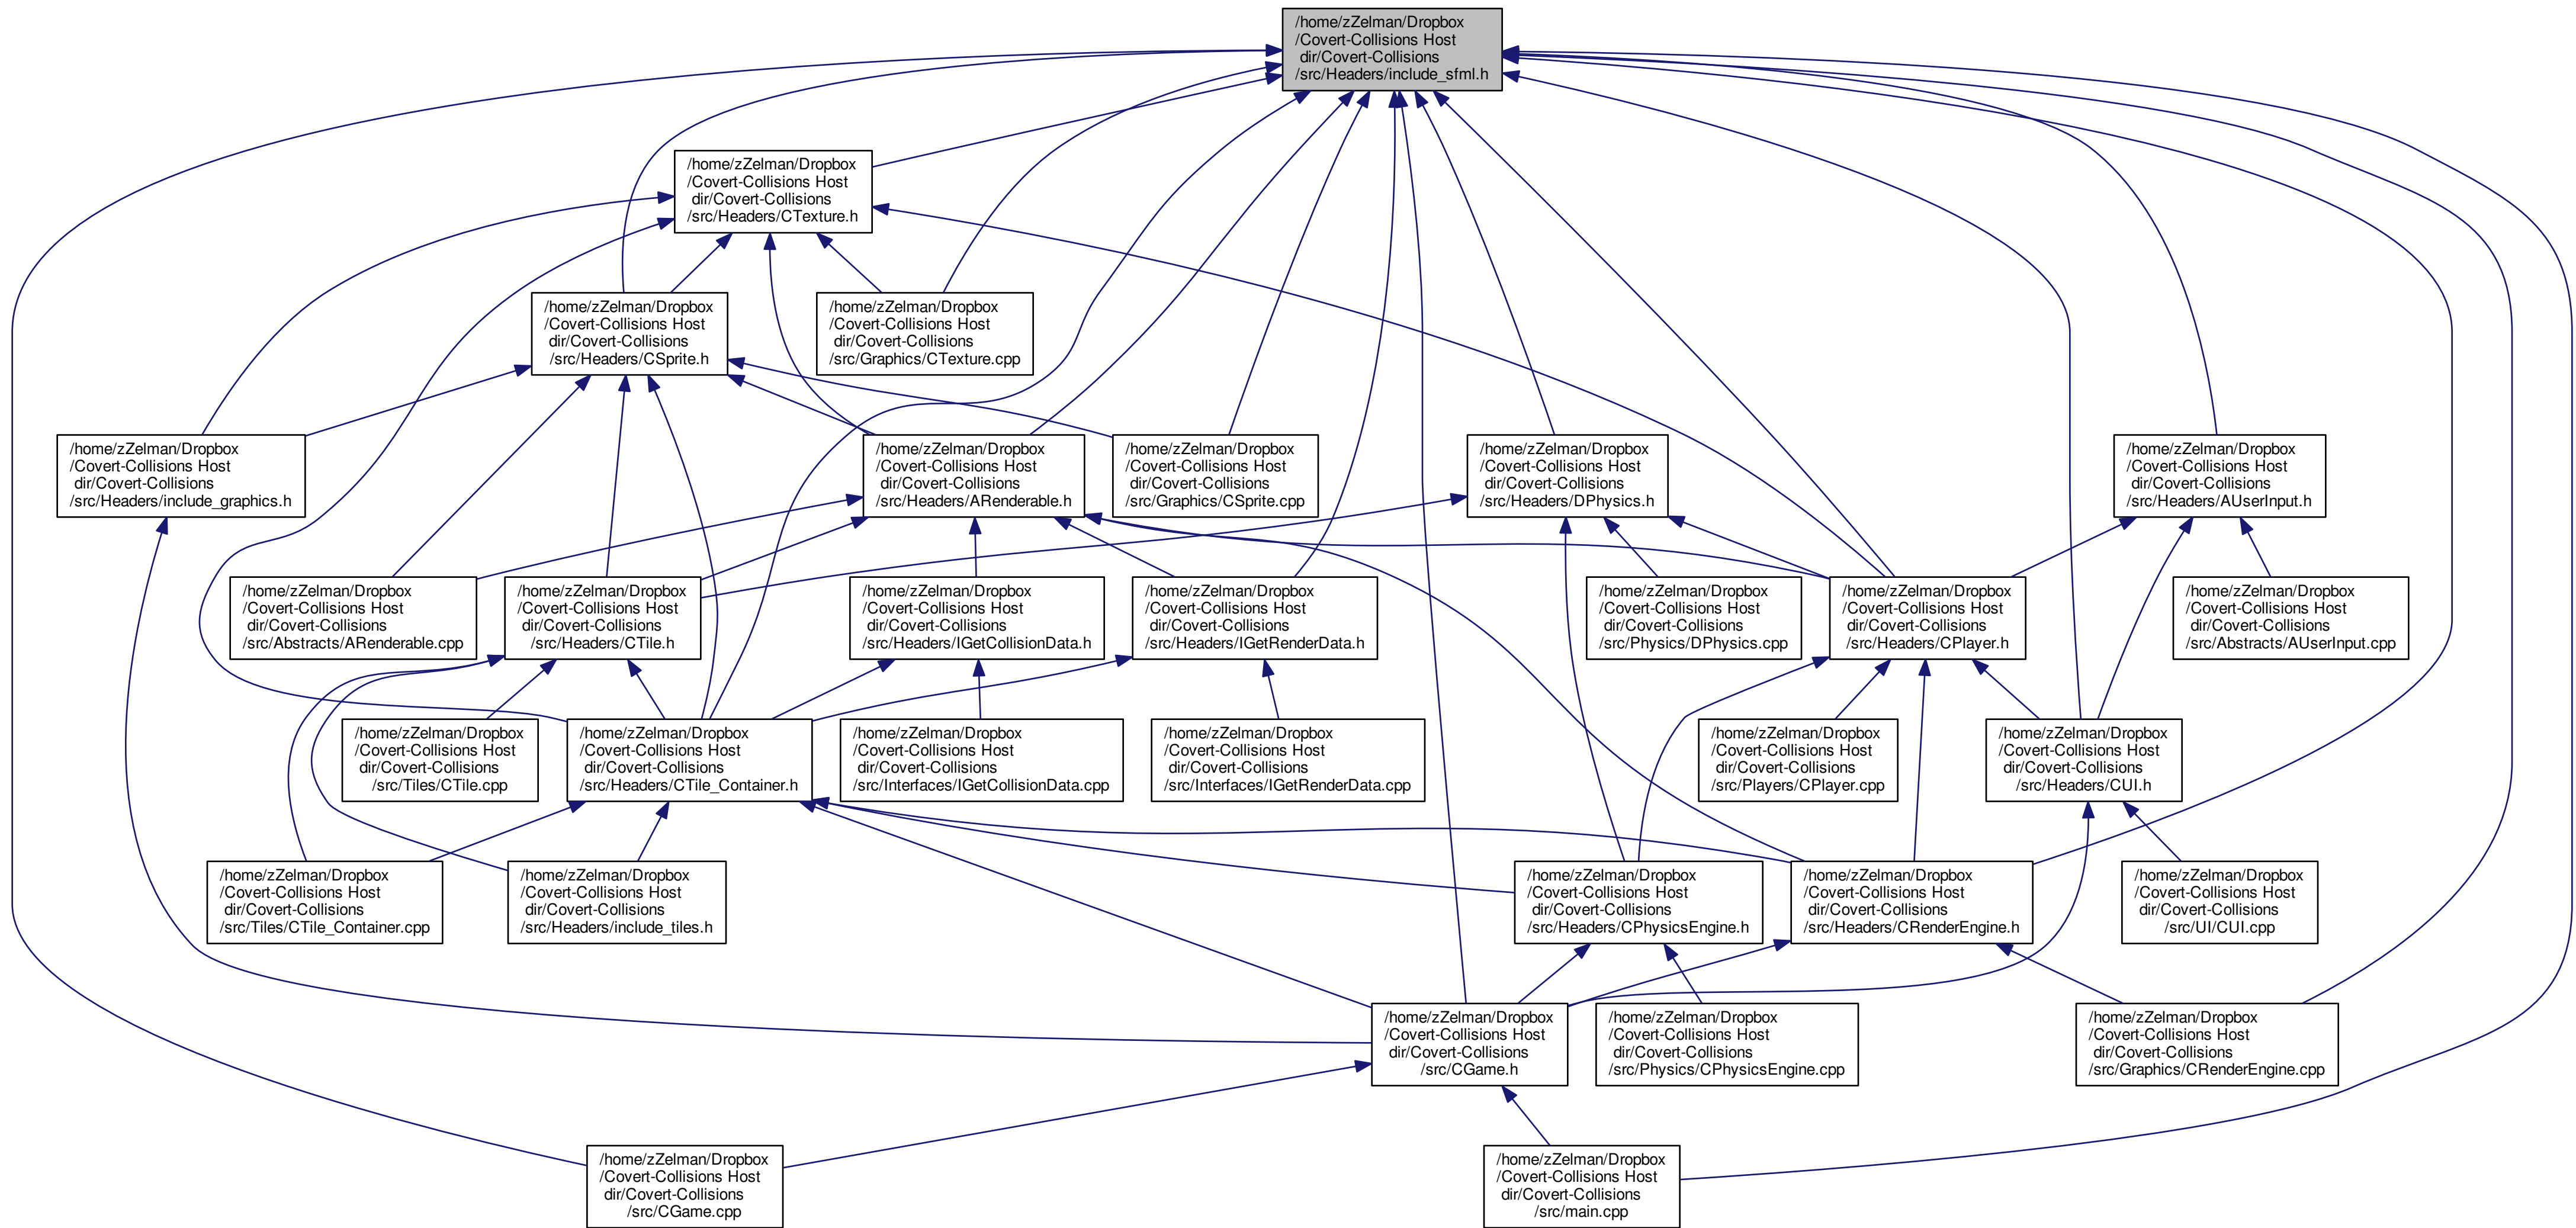 /home/zZelman/Dropbox
/Covert-Collisions Host
dir/Covert-Collisions
/src/Headers/include_sfml.h
/home/zZelman/Dropbox
/Covert-Collisions Host
dir/Covert-Collisions
/src/Headers/CTexture.h
/home/zZelman/Dropbox
/Covert-Collisions Host
dir/Covert-Collisions
/src/Headers/CSprite.h
/home/zZelman/Dropbox
/Covert-Collisions Host
dir/Covert-Collisions
/src/Graphics/CTexture.cpp
/home/zZelman/Dropbox
/Covert-Collisions Host
dir/Covert-Collisions
/src/Headers/include_graphics.h
/home/zZelman/Dropbox
/Covert-Collisions Host
dir/Covert-Collisions
/src/Headers/ARenderable.h
/home/zZelman/Dropbox
/Covert-Collisions Host
dir/Covert-Collisions
/src/Graphics/CSprite.cpp
/home/zZelman/Dropbox
/Covert-Collisions Host
dir/Covert-Collisions
/src/Headers/DPhysics.h
/home/zZelman/Dropbox
/Covert-Collisions Host
dir/Covert-Collisions
/src/Headers/AUserInput.h
/home/zZelman/Dropbox
/Covert-Collisions Host
dir/Covert-Collisions
/src/Abstracts/ARenderable.cpp
/home/zZelman/Dropbox
/Covert-Collisions Host
dir/Covert-Collisions
/src/Headers/CTile.h
/home/zZelman/Dropbox
/Covert-Collisions Host
dir/Covert-Collisions
/src/Headers/IGetCollisionData.h
/home/zZelman/Dropbox
/Covert-Collisions Host
dir/Covert-Collisions
/src/Headers/IGetRenderData.h
/home/zZelman/Dropbox
/Covert-Collisions Host
dir/Covert-Collisions
/src/Physics/DPhysics.cpp
/home/zZelman/Dropbox
/Covert-Collisions Host
dir/Covert-Collisions
/src/Headers/CPlayer.h
/home/zZelman/Dropbox
/Covert-Collisions Host
dir/Covert-Collisions
/src/Abstracts/AUserInput.cpp
/home/zZelman/Dropbox
/Covert-Collisions Host
dir/Covert-Collisions
/src/Tiles/CTile.cpp
/home/zZelman/Dropbox
/Covert-Collisions Host
dir/Covert-Collisions
/src/Headers/CTile_Container.h
/home/zZelman/Dropbox
/Covert-Collisions Host
dir/Covert-Collisions
/src/Interfaces/IGetCollisionData.cpp
/home/zZelman/Dropbox
/Covert-Collisions Host
dir/Covert-Collisions
/src/Interfaces/IGetRenderData.cpp
/home/zZelman/Dropbox
/Covert-Collisions Host
dir/Covert-Collisions
/src/Players/CPlayer.cpp
/home/zZelman/Dropbox
/Covert-Collisions Host
dir/Covert-Collisions
/src/Headers/CUI.h
/home/zZelman/Dropbox
/Covert-Collisions Host
dir/Covert-Collisions
/src/Tiles/CTile_Container.cpp
/home/zZelman/Dropbox
/Covert-Collisions Host
dir/Covert-Collisions
/src/Headers/include_tiles.h
/home/zZelman/Dropbox
/Covert-Collisions Host
dir/Covert-Collisions
/src/Headers/CPhysicsEngine.h
/home/zZelman/Dropbox
/Covert-Collisions Host
dir/Covert-Collisions
/src/Headers/CRenderEngine.h
/home/zZelman/Dropbox
/Covert-Collisions Host
dir/Covert-Collisions
/src/UI/CUI.cpp
/home/zZelman/Dropbox
/Covert-Collisions Host
dir/Covert-Collisions
/src/CGame.h
/home/zZelman/Dropbox
/Covert-Collisions Host
dir/Covert-Collisions
/src/Physics/CPhysicsEngine.cpp
/home/zZelman/Dropbox
/Covert-Collisions Host
dir/Covert-Collisions
/src/Graphics/CRenderEngine.cpp
/home/zZelman/Dropbox
/Covert-Collisions Host
dir/Covert-Collisions
/src/CGame.cpp
/home/zZelman/Dropbox
/Covert-Collisions Host
dir/Covert-Collisions
/src/main.cpp